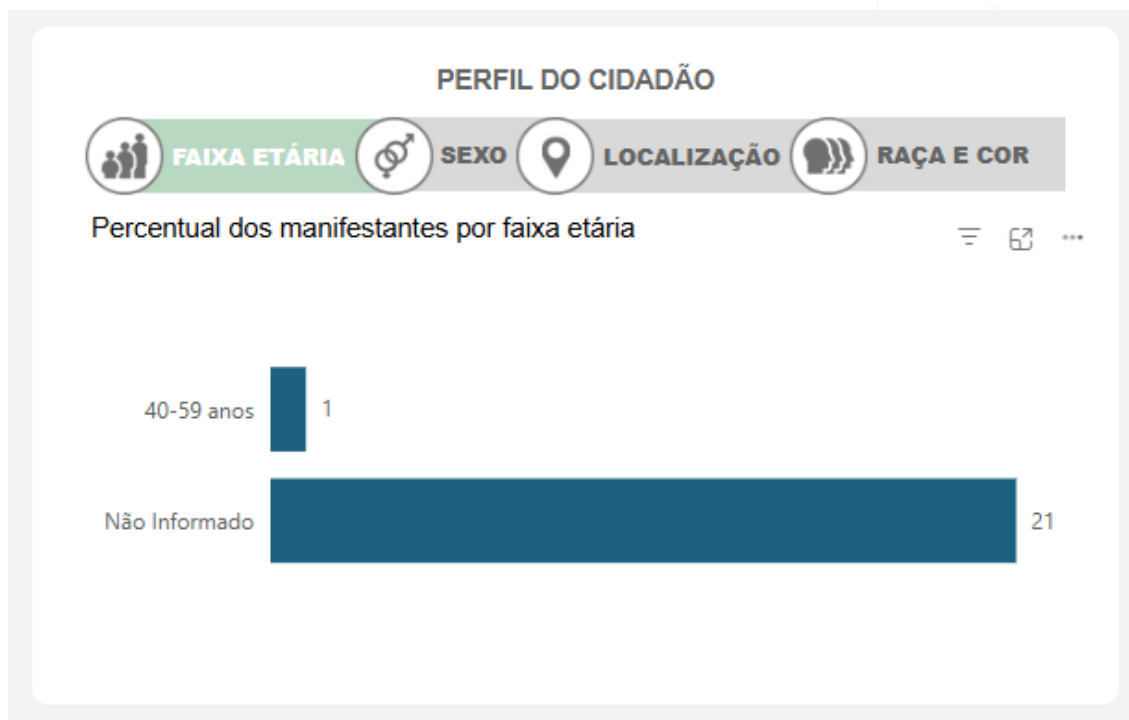 PERFIL DO CIDADÃO
FAIXA ETÁRIA SEXO LOCALIZAÇÃO RAÇA E COR
Percentual dos manifestantes por faixa etária
40-59 anos 1
Não Informado 21